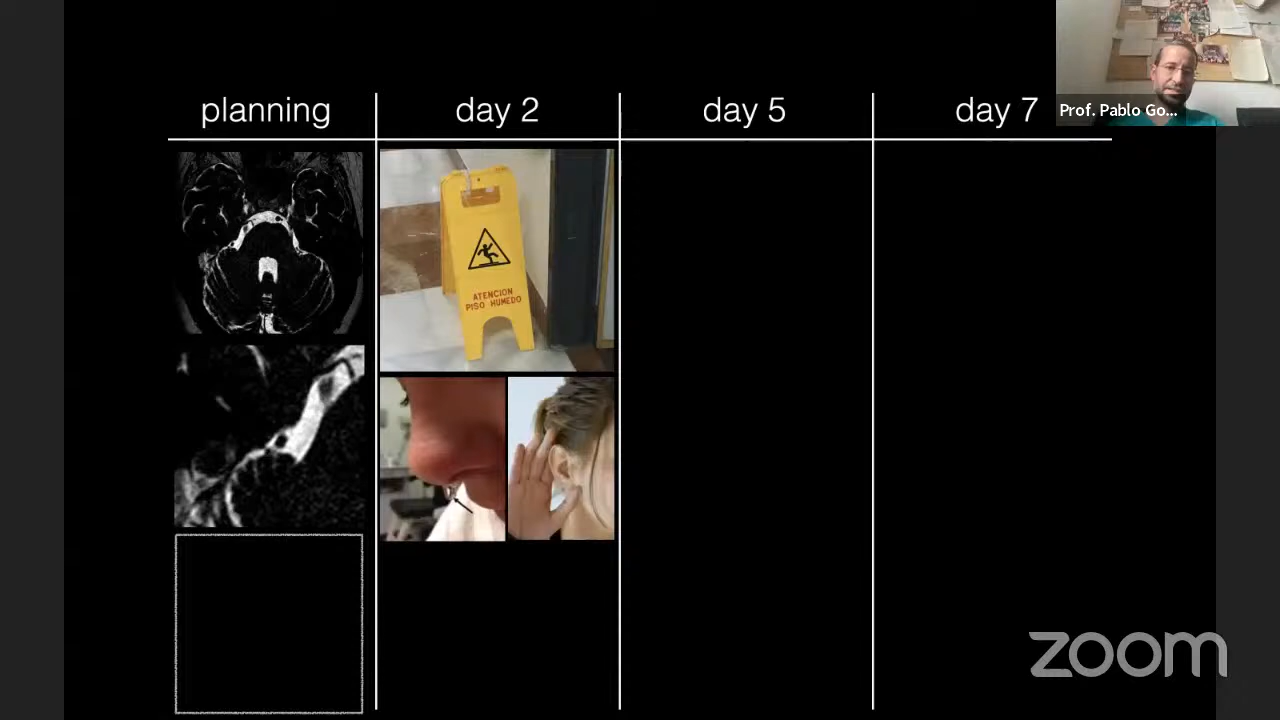 planning
day 2
day 5
day 7
Prof. Pablo Go...
ATENCION
PISO HUMEDO
zoom